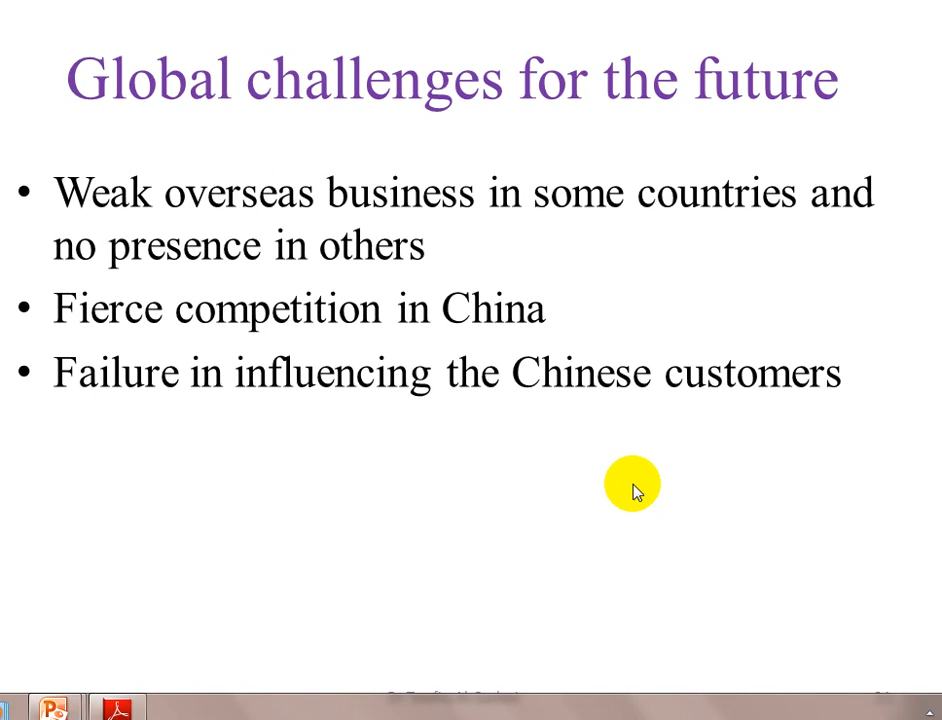 Global challenges for the future
• Weak overseas business in some countries and
no presence in others
• Fierce competition in China
• Failure in influencing the Chinese customers